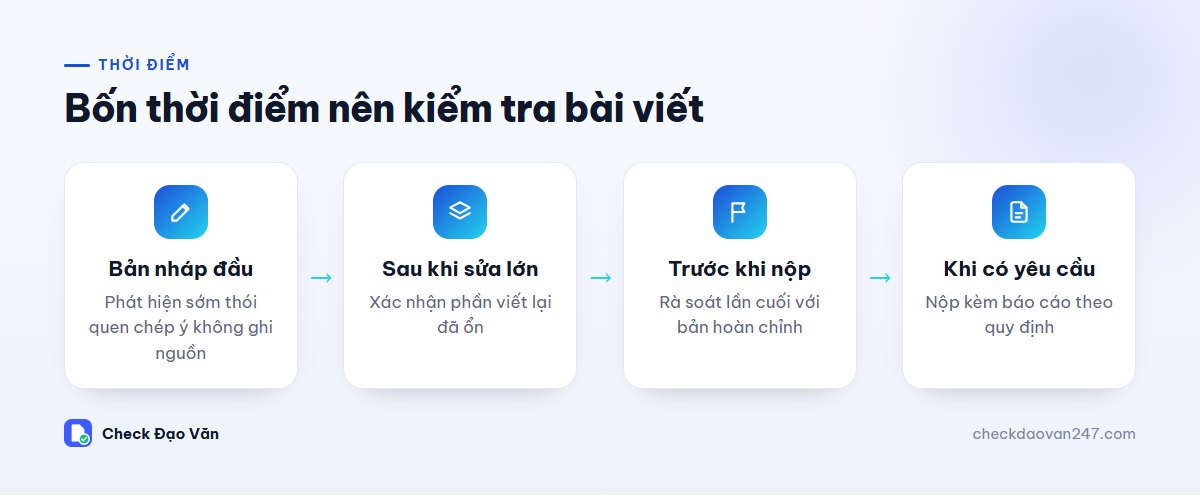 THỜI ĐIỂM
Bốn thời điểm nên kiểm tra bài viết
Bản nháp đầu
Phát hiện sớm thói
quen chép ý không ghi
nguồn
Sau khi sửa lớn
Xác nhận phần viết lại
đã ổn
Trước khi nộp
Rà soát lần cuối với
bản hoàn chỉnh
Khi có yêu cầu
Nộp kèm báo cáo theo
quy định
Check Đạo Văn
checkdaovan247.com